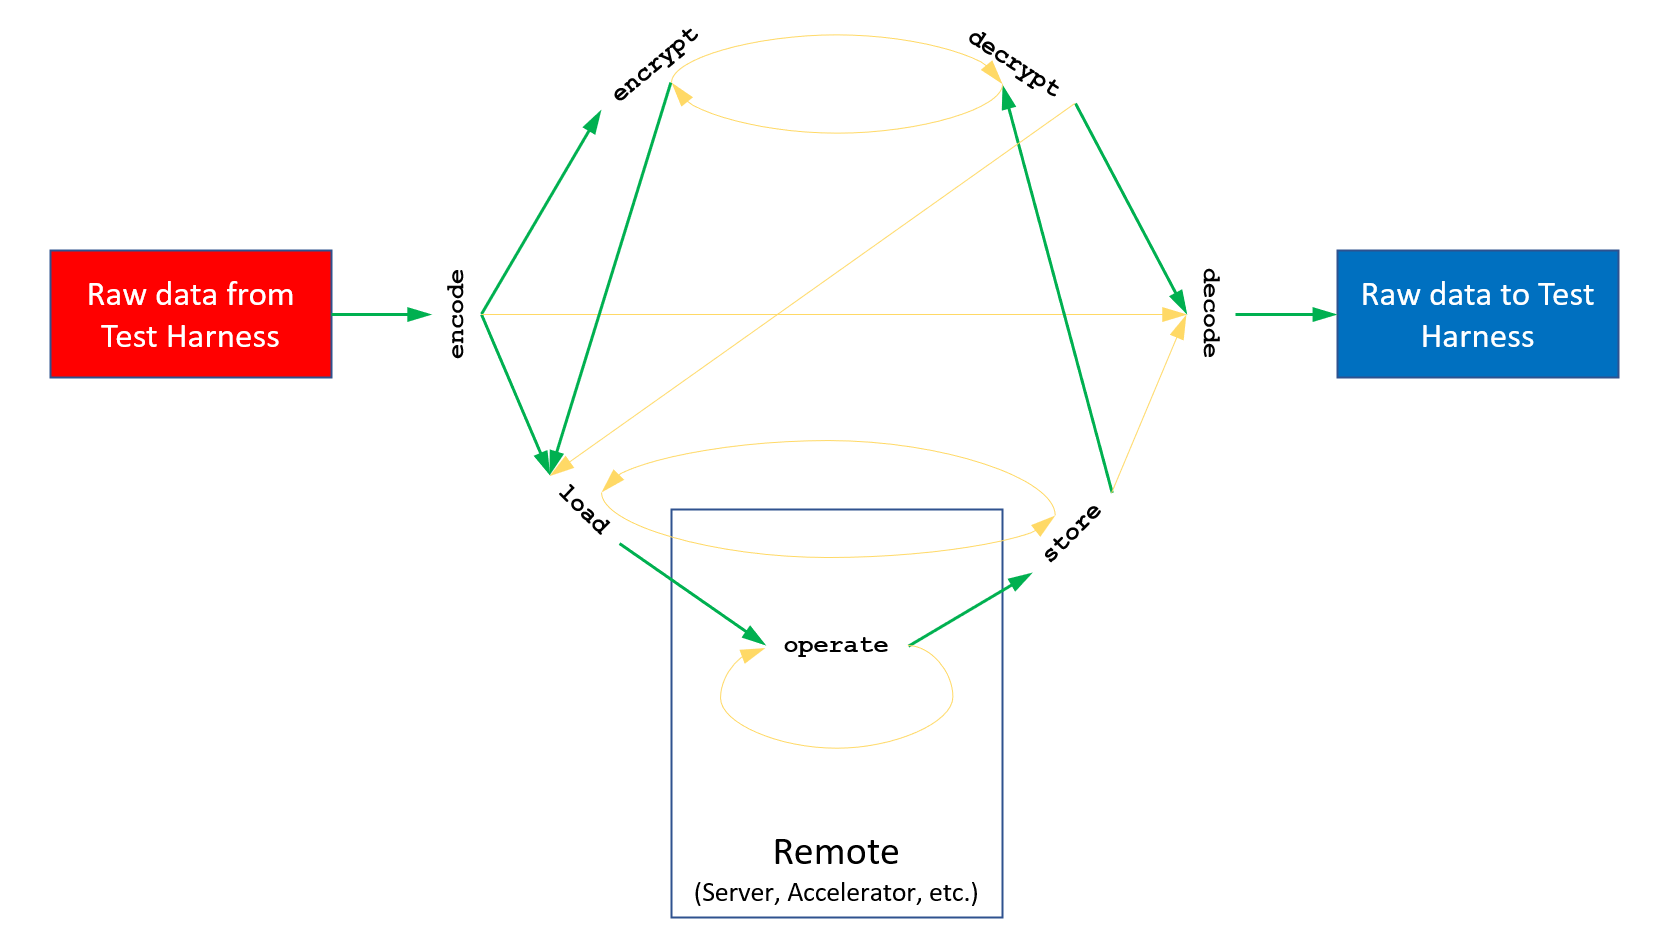 encrypt
decrypt
Raw data from
Test Harness
encode
decode
Raw data to Test
Harness
load
store
operate
Remote
(Server, Accelerator, etc.)